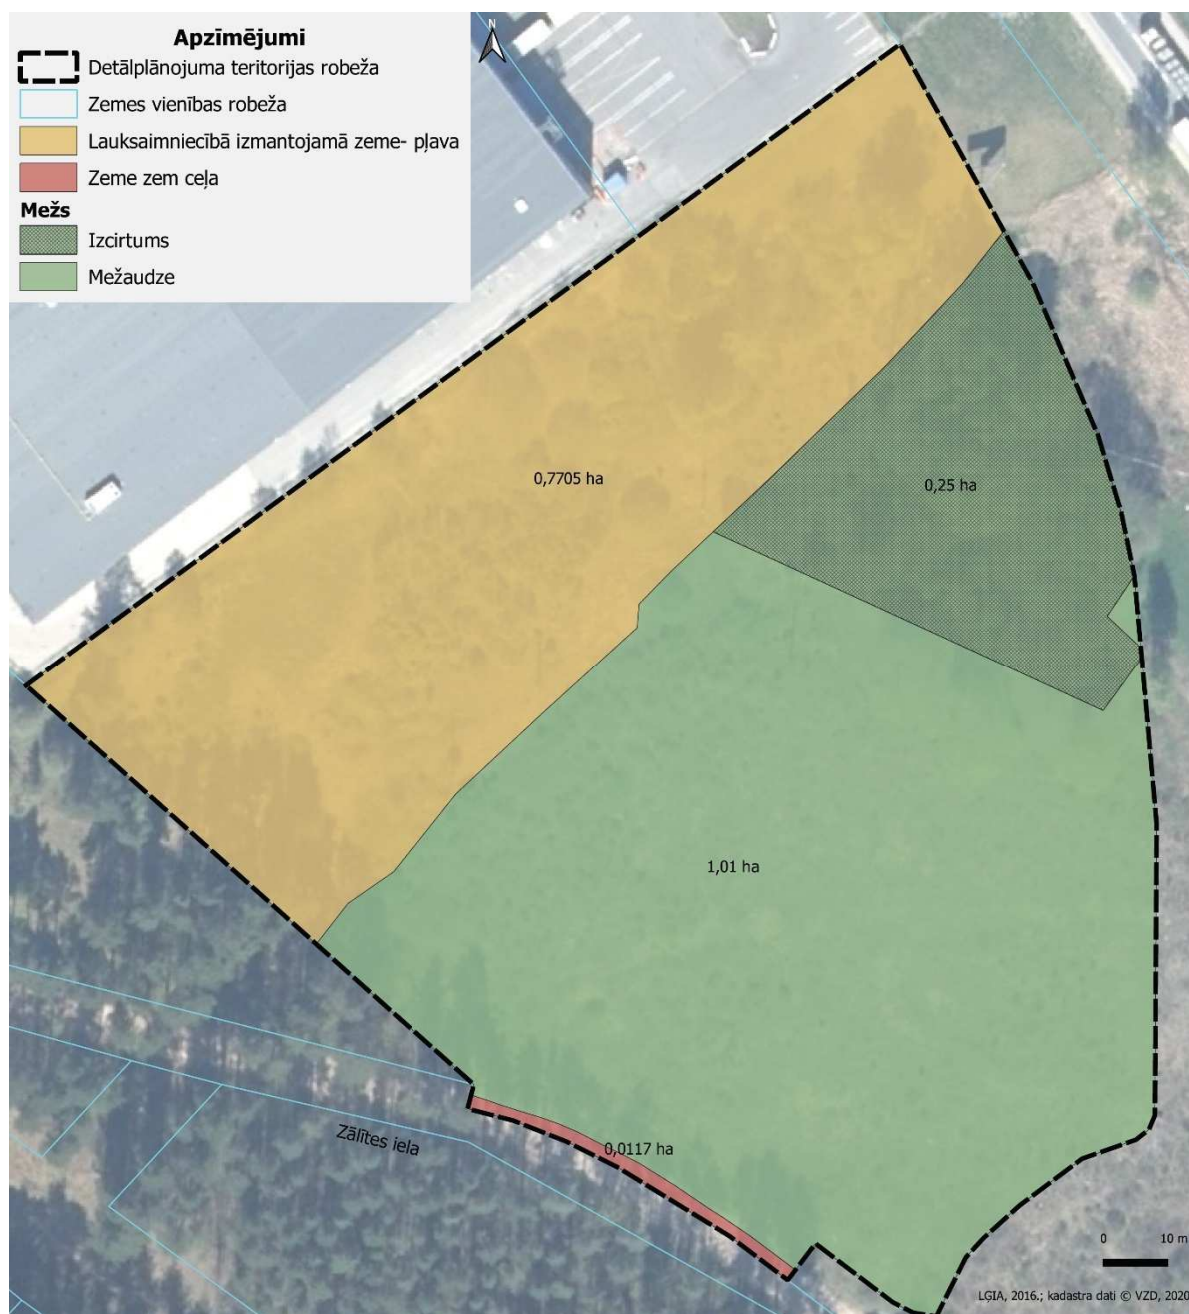 Apzīmējumi
Detālplānojuma teritorijas robeža
Zemes vienības robeža
Lauksaimniecībā izmantojamā zeme- pļava
Zeme zem ceļa
Mežs
Izcirtums
Mežaudze
N
0,7705 ha
0,25 ha
1,01 ha
Zālītes iela
0,0117 ha
0 10 m
LĢIA, 2016.; kadastra dati © VZD, 2020